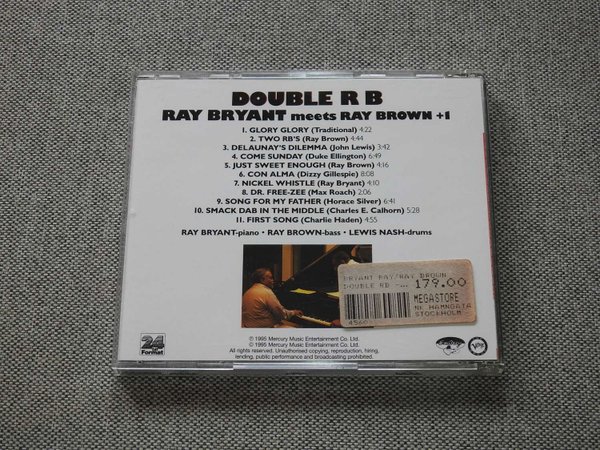 DOUBLE R B
RAY BRYANT meets RAY BROWN +1
1. GLORY GLORY (Traditional) 4:22
2. TWO RB'S (Ray Brown) 4:44
3. DELAUNAY'S DILEMMA (John Lewis) 3:42
4. COME SUNDAY (Duke Ellington) 6:49
5. JUST SWEET ENOUGH (Ray Brown) 4:16
6. CON ALMA (Dizzy Gillespie) 8:08
7. NICKEL WHISTLE (Ray Bryant) 4:10
8. DR. FREE-ZEE (Max Roach) 2:06
9. SONG FOR MY FATHER (Horace Silver) 6:41
10. SMACK DAB IN THE MIDDLE (Charles E. Calhorn) 5:28
11. FIRST SONG (Charlie Haden) 4:55
RAY BRYANT-piano • RAY BROWN-bass • LEWIS NASH-drums
BRYANT RAY/RAY BROWN
DOUBLE RB -...
179.00
MEGASTORE
HAMNGATA
STOCKHOLM
24
Format
℗ 1995 Mercury Music Entertainment Co. Ltd.
© 1995 Mercury Music Entertainment Co. Ltd.
All rights reserved. Unauthorised copying, reproduction, hiring,
lending, public performance and broadcasting prohibited.
Verve